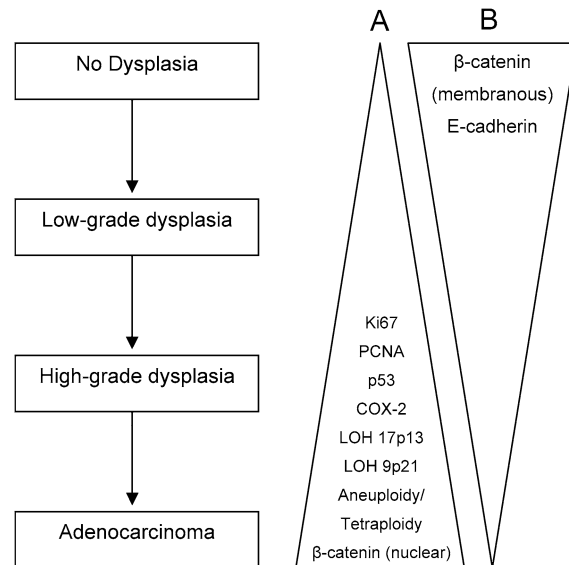 No Dysplasia
Low-grade dysplasia
High-grade dysplasia
Adenocarcinoma
A
Ki67
PCNA
p53
COX-2
LOH 17p13
LOH 9p21
Aneuploidy/
Tetraploidy
β-catenin (nuclear)
B
β-catenin
(membranous)
E-cadherin